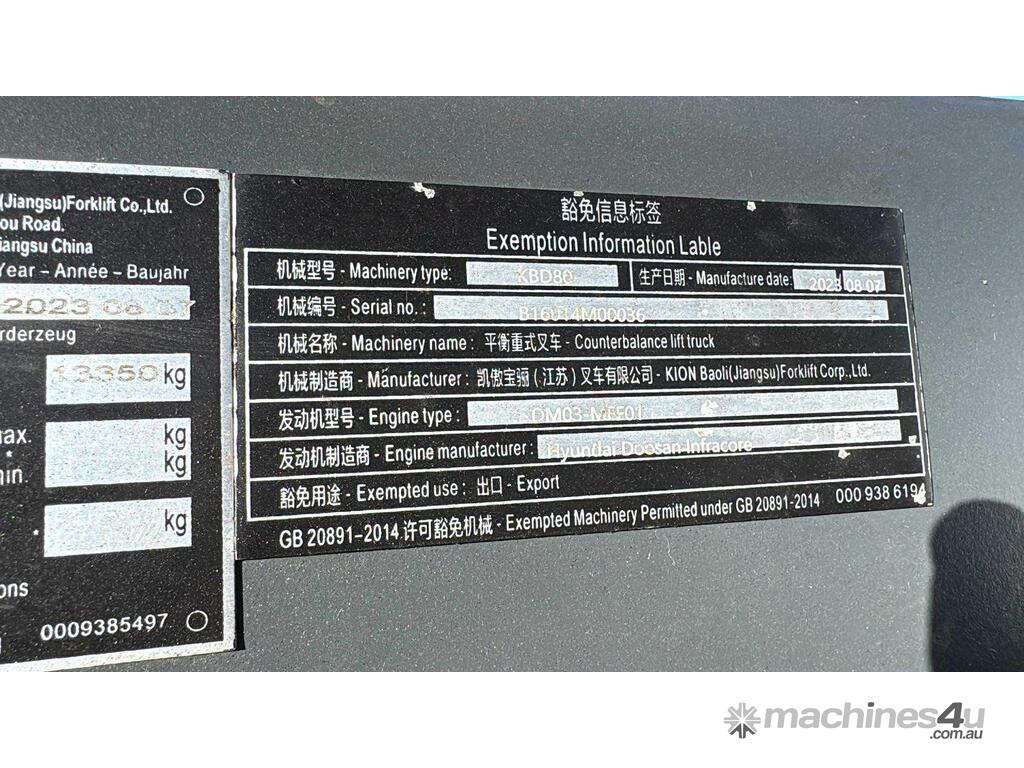 (Jiangsu)Forklift Co.,Ltd.
ou Road.
iangsu China
Year - Année - Baujahr
2023 08 07
rderzeug
13350 kg
max. kg
min. kg
kg
ons
0009385497
豁免信息标签
Exemption Information Lable
机械型号 - Machinery type: KBD80
生产日期 - Manufacture date: 2023 08 07
机械编号 - Serial no.: B16U14M00036
机械名称 - Machinery name : 平衡重式叉车 - Counterbalance lift truck
机械制造商 - Manufacturer: 凯傲宝骊(江苏)叉车有限公司 - KION Baoli(Jiangsu)Forklift Corp.,Ltd.
发动机型号 - Engine type :
发动机制造商 - Engine manufacturer : Hyundai Doosan Infracore
豁免用途 - Exempted use : 出口 - Export
GB 20891-2014.许可豁免机械 - Exempted Machinery Permitted under GB 20891-2014 000 938 6194
machines4u
.com.au